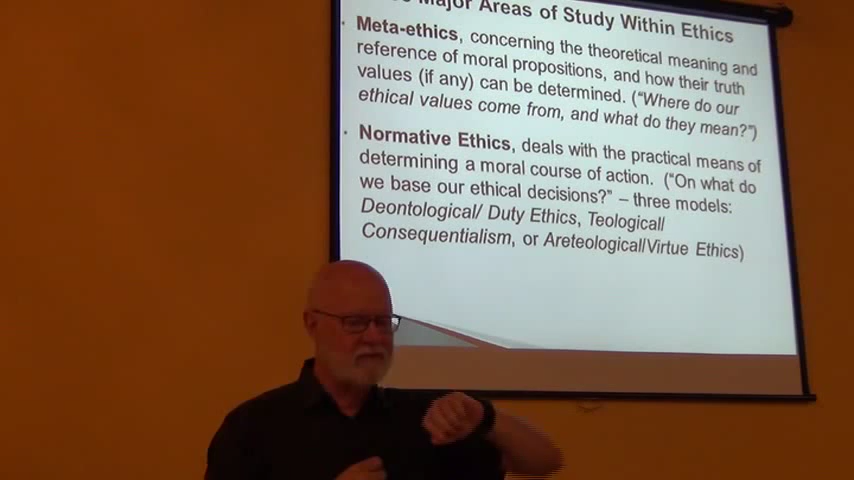 Major Areas of Study Within Ethics
• Meta-ethics, concerning the theoretical meaning and
reference of moral propositions, and how their truth
values (if any) can be determined. (“Where do our
ethical values come from, and what do they mean?”)
• Normative Ethics, deals with the practical means of
determining a moral course of action. (“On what do
we base our ethical decisions?” – three models:
Deontological/ Duty Ethics, Teological/
Consequentialism, or Areteological/Virtue Ethics)